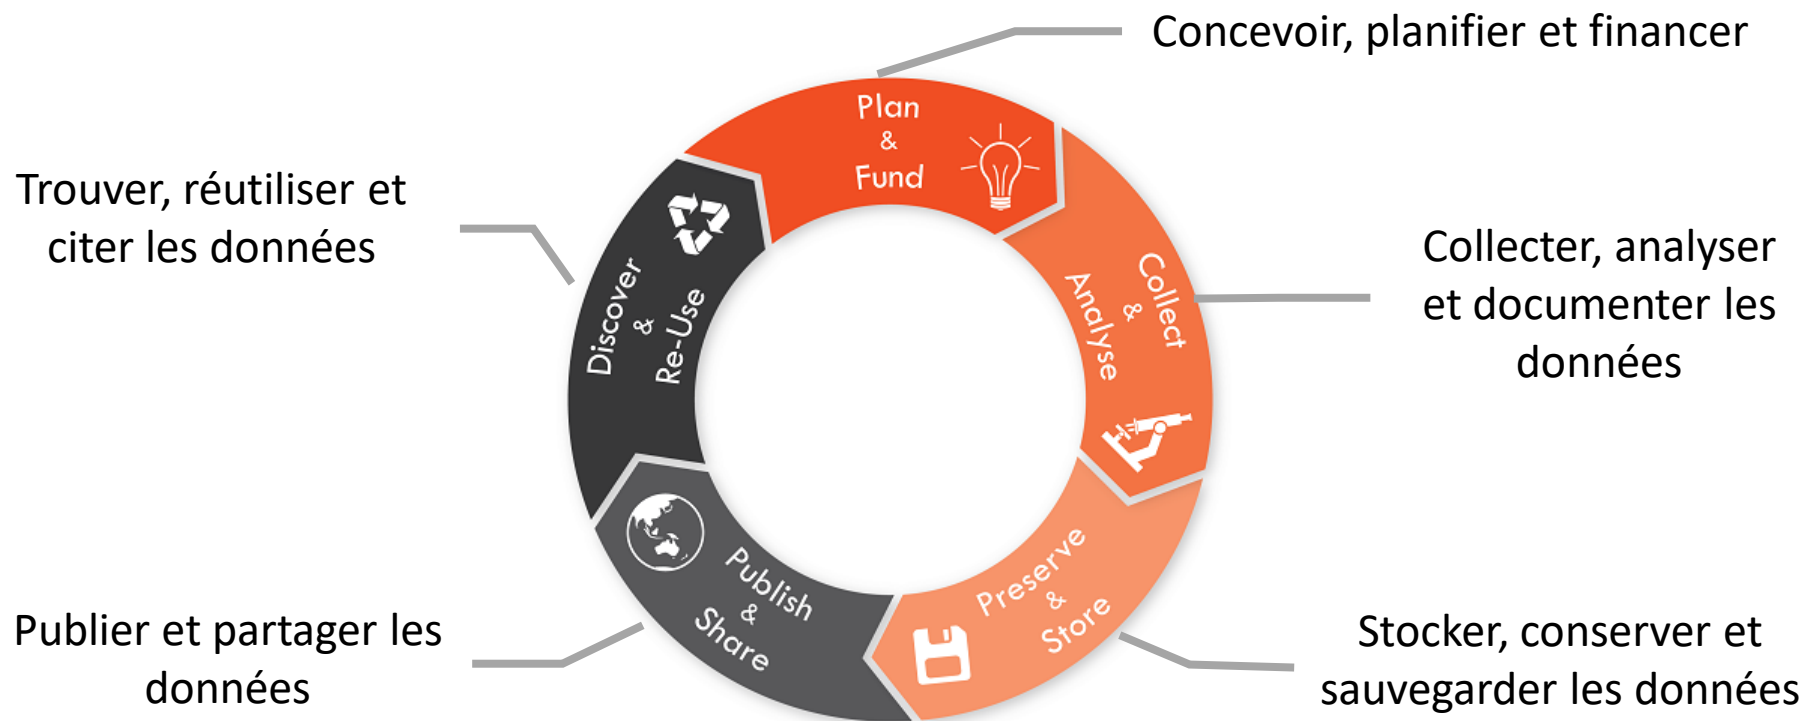 Concevoir, planifier et financer
Plan
&
Fund
Trouver, réutiliser et
citer les données
Discover
&
Re-Use
Collect
&
Analyse
Collecter, analyser
et documenter les
données
Publish
&
Share
Preserve
&
Store
Publier et partager les
données
Stocker, conserver et
sauvegarder les données